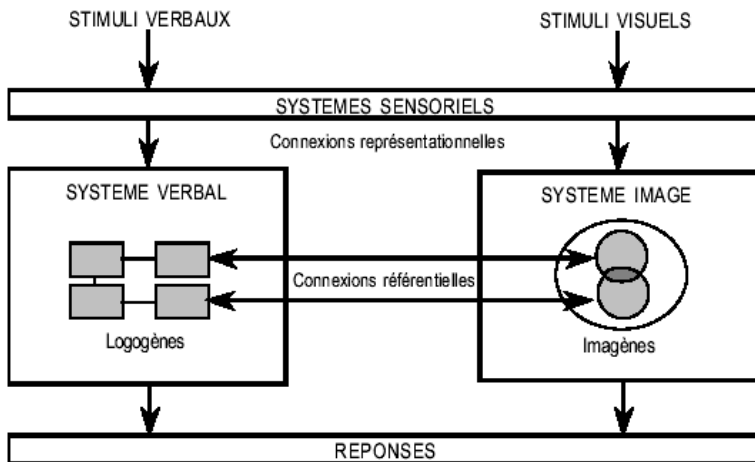 STIMULI VERBAUX
STIMULI VISUELS
SYSTEMES SENSORIELS
Connexions représentationnelles
SYSTEME VERBAL
SYSTEME IMAGE
Connexions référentielles
Logogènes
Imagènes
REPONSES